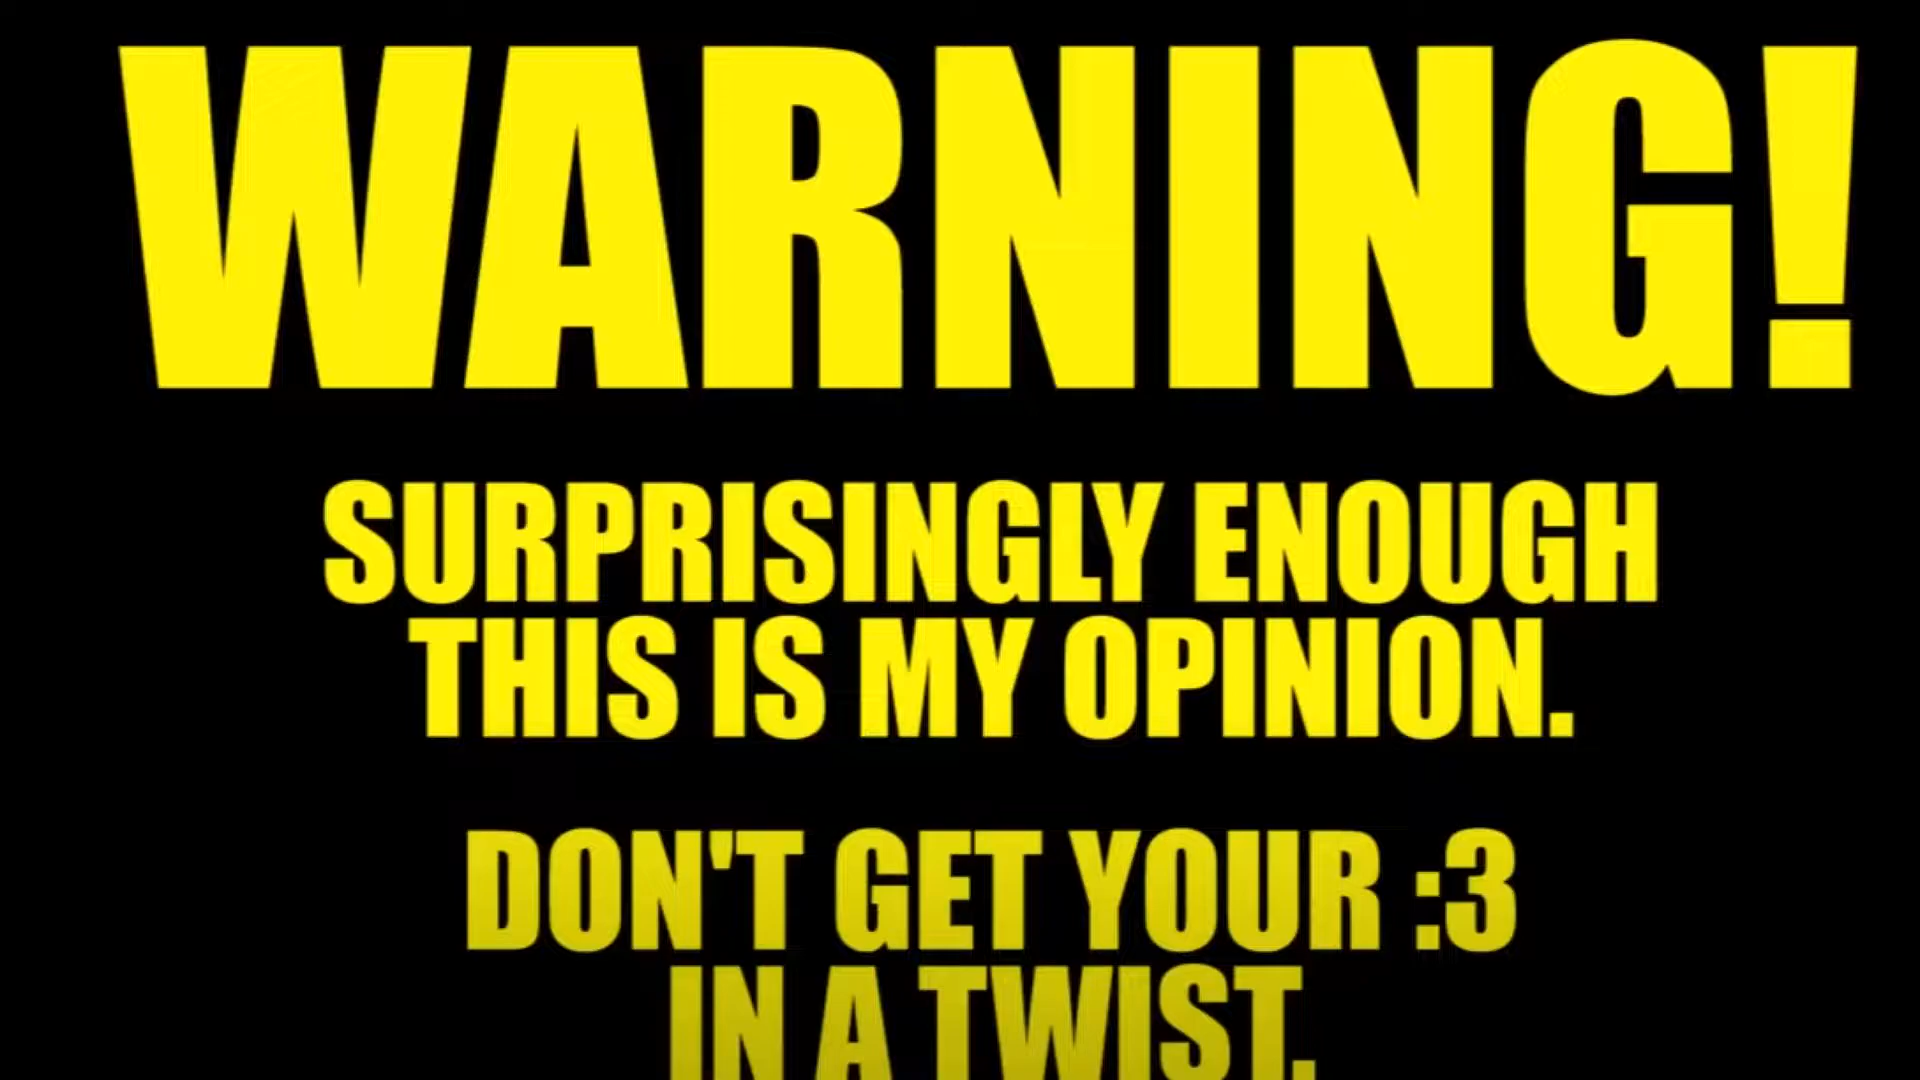 WARNING!
SURPRISINGLY ENOUGH
THIS IS MY OPINION.
DON'T GET YOUR :3
IN A TWIST.